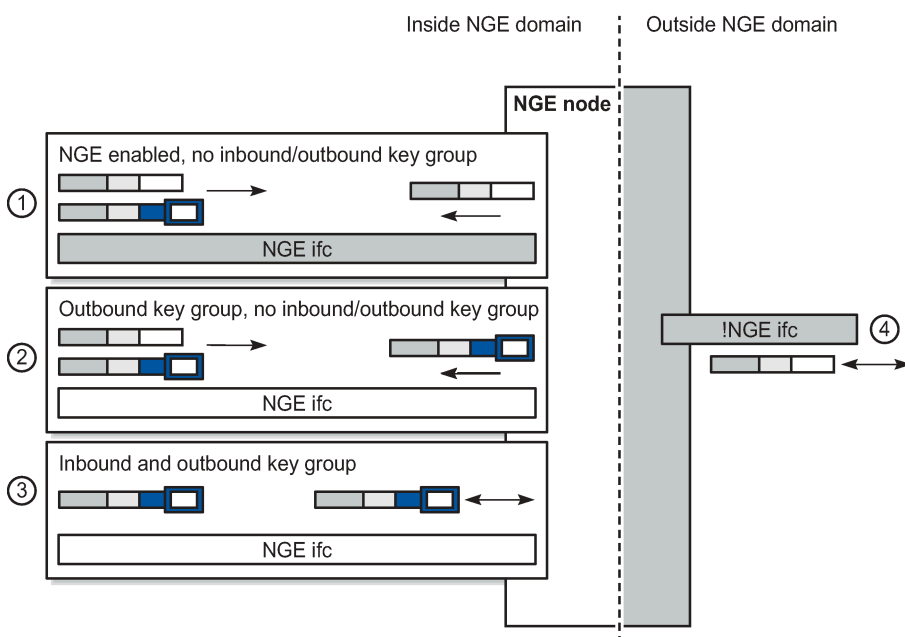 Inside NGE domain
Outside NGE domain
NGE node
NGE enabled, no inbound/outbound key group
1
NGE ifc
Outbound key group, no inbound/outbound key group
2
NGE ifc
!NGE ifc
4
Inbound and outbound key group
3
NGE ifc